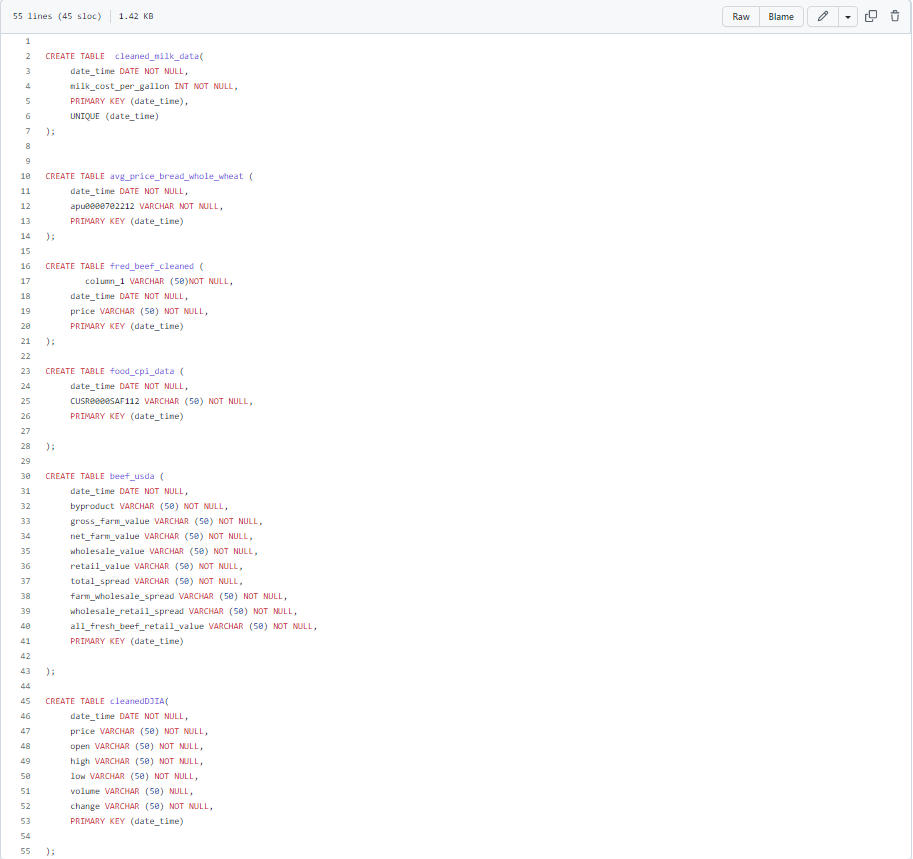 55 lines (45 sloc) 1.42 KB
Raw Blame
1
2 CREATE TABLE  cleaned_milk_data(
3 date_time DATE NOT NULL,
4 milk_cost_per_gallon INT NOT NULL,
5 PRIMARY KEY (date_time),
6 UNIQUE (date_time)
7 );
8
9
10 CREATE TABLE avg_price_bread_whole_wheat (
11 date_time DATE NOT NULL,
12 apu0000702212 VARCHAR NOT NULL,
13 PRIMARY KEY (date_time)
14 );
15
16 CREATE TABLE fred_beef_cleaned (
17 column_1 VARCHAR (50)NOT NULL,
18 date_time DATE NOT NULL,
19 price VARCHAR (50) NOT NULL,
20 PRIMARY KEY (date_time)
21 );
22
23 CREATE TABLE food_cpi_data (
24 date_time DATE NOT NULL,
25 CUSR0000SAF112 VARCHAR (50) NOT NULL,
26 PRIMARY KEY (date_time)
27
28 );
29
30 CREATE TABLE beef_usda (
31 date_time DATE NOT NULL,
32 byproduct VARCHAR (50) NOT NULL,
33 gross_farm_value VARCHAR (50) NOT NULL,
34 net_farm_value VARCHAR (50) NOT NULL,
35 wholesale_value VARCHAR (50) NOT NULL,
36 retail_value VARCHAR (50) NOT NULL,
37 total_spread VARCHAR (50) NOT NULL,
38 farm_wholesale_spread VARCHAR (50) NOT NULL,
39 wholesale_retail_spread VARCHAR (50) NOT NULL,
40 all_fresh_beef_retail_value VARCHAR (50) NOT NULL,
41 PRIMARY KEY (date_time)
42
43 );
44
45 CREATE TABLE cleanedDJIA(
46 date_time DATE NOT NULL,
47 price VARCHAR (50) NOT NULL,
48 open VARCHAR (50) NOT NULL,
49 high VARCHAR (50) NOT NULL,
50 low VARCHAR (50) NOT NULL,
51 volume VARCHAR (50) NULL,
52 change VARCHAR (50) NOT NULL,
53 PRIMARY KEY (date_time)
54
55 );